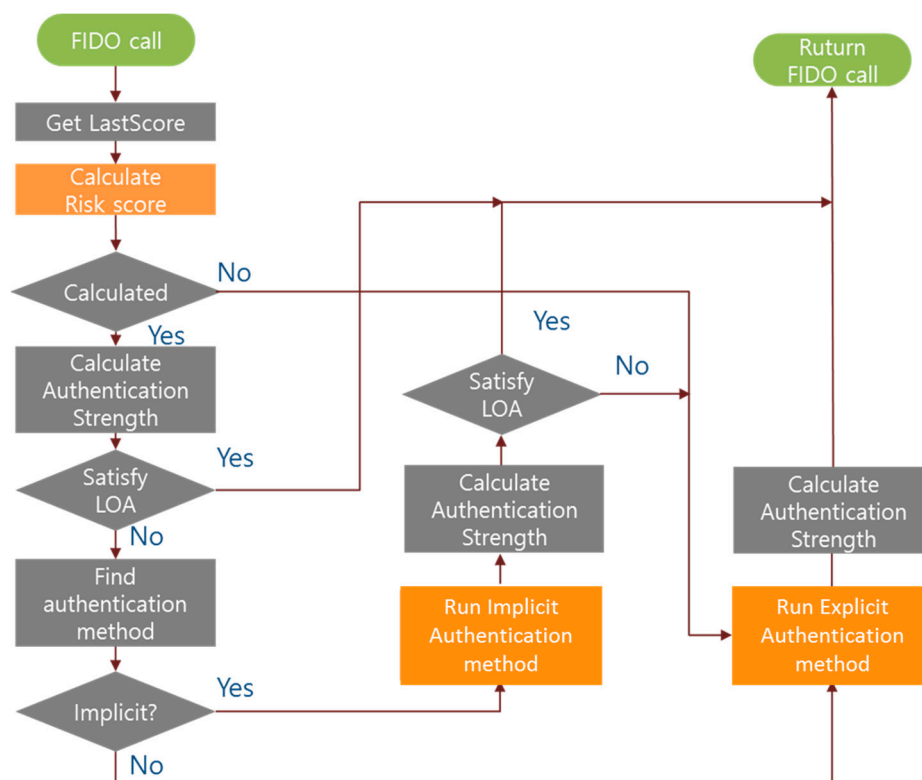 FIDO call
Get LastScore
Calculate
Risk score
Calculated
No
Yes
Calculate
Authentication
Strength
Satisfy
LOA
Yes
No
Find
authentication
method
Implicit?
Yes
No
Run Implicit
Authentication
method
Calculate
Authentication
Strength
Satisfy
LOA
Yes
No
Run Explicit
Authentication
method
Calculate
Authentication
Strength
Ruturn
FIDO call